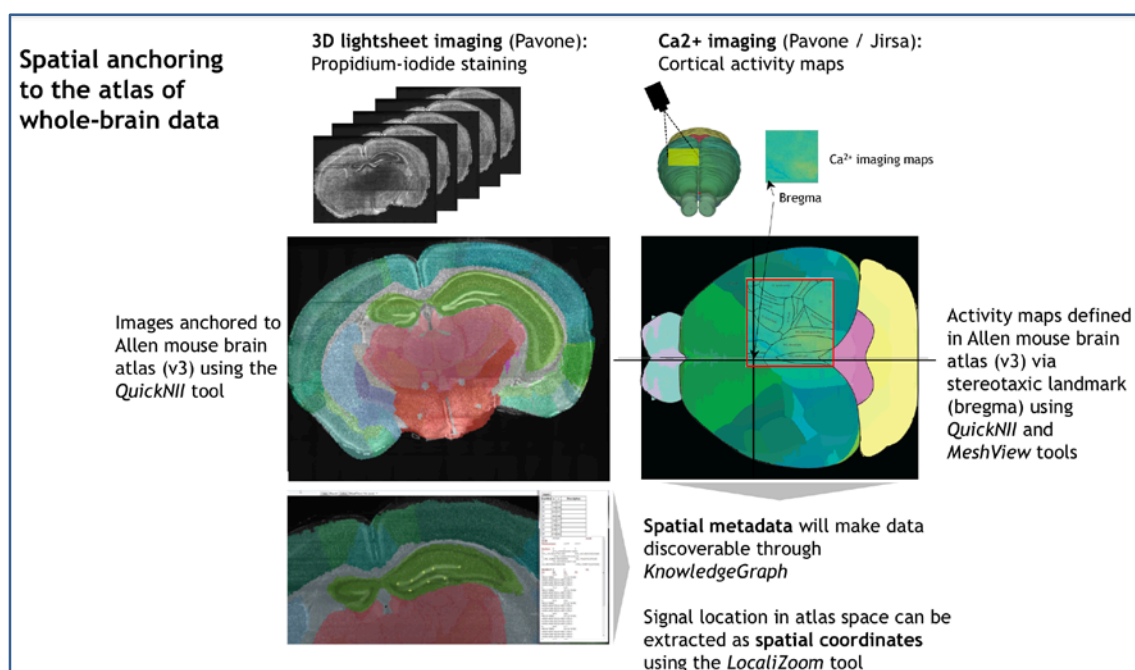 Spatial anchoring
to the atlas of
whole-brain data
3D lightsheet imaging (Pavone):
Propidium-iodide staining
Ca2+ imaging (Pavone / Jirsa):
Cortical activity maps
Ca2+ imaging maps
Bregma
Images anchored to
Allen mouse brain
atlas (v3) using the
QuickNII tool
Activity maps defined
in Allen mouse brain
atlas (v3) via
stereotaxic landmark
(bregma) using
QuickNII and
MeshView tools
Spatial metadata will make data
discoverable through
KnowledgeGraph
Signal location in atlas space can be
extracted as spatial coordinates
using the LocaliZoom tool